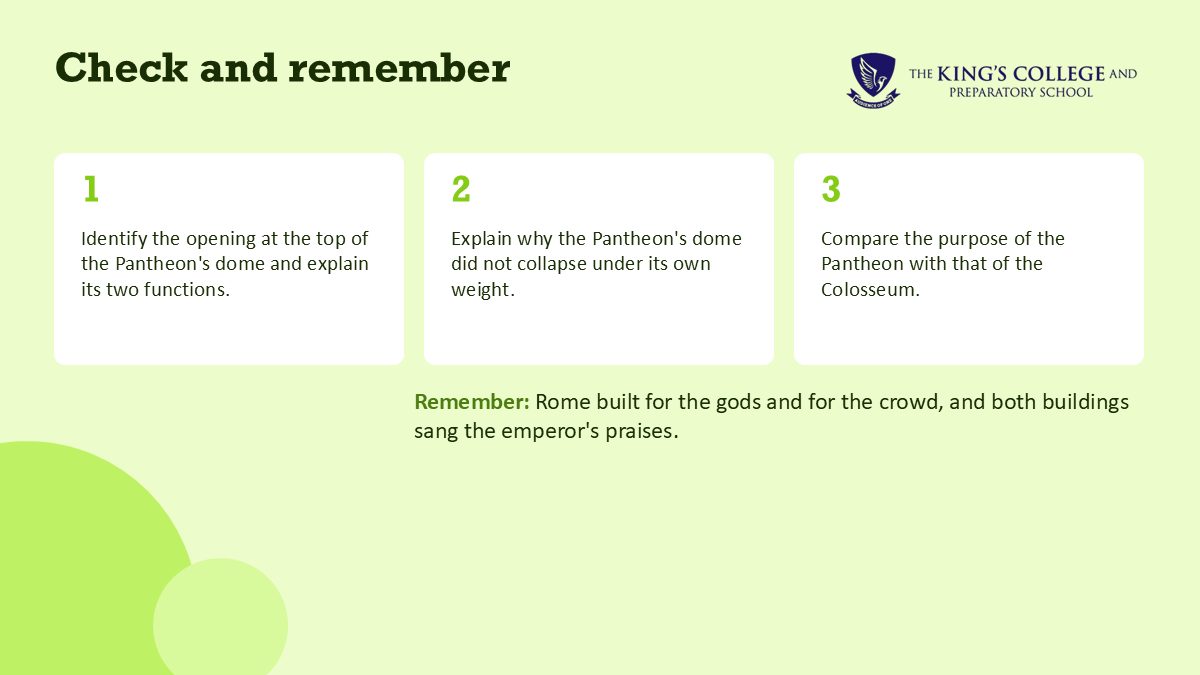 Check and remember
THE KING'S COLLEGE AND
PREPARATORY SCHOOL
AUDIENCE OF ONE
1
Identify the opening at the top of
the Pantheon's dome and explain
its two functions.
2
Explain why the Pantheon's dome
did not collapse under its own
weight.
3
Compare the purpose of the
Pantheon with that of the
Colosseum.
Remember: Rome built for the gods and for the crowd, and both buildings
sang the emperor's praises.